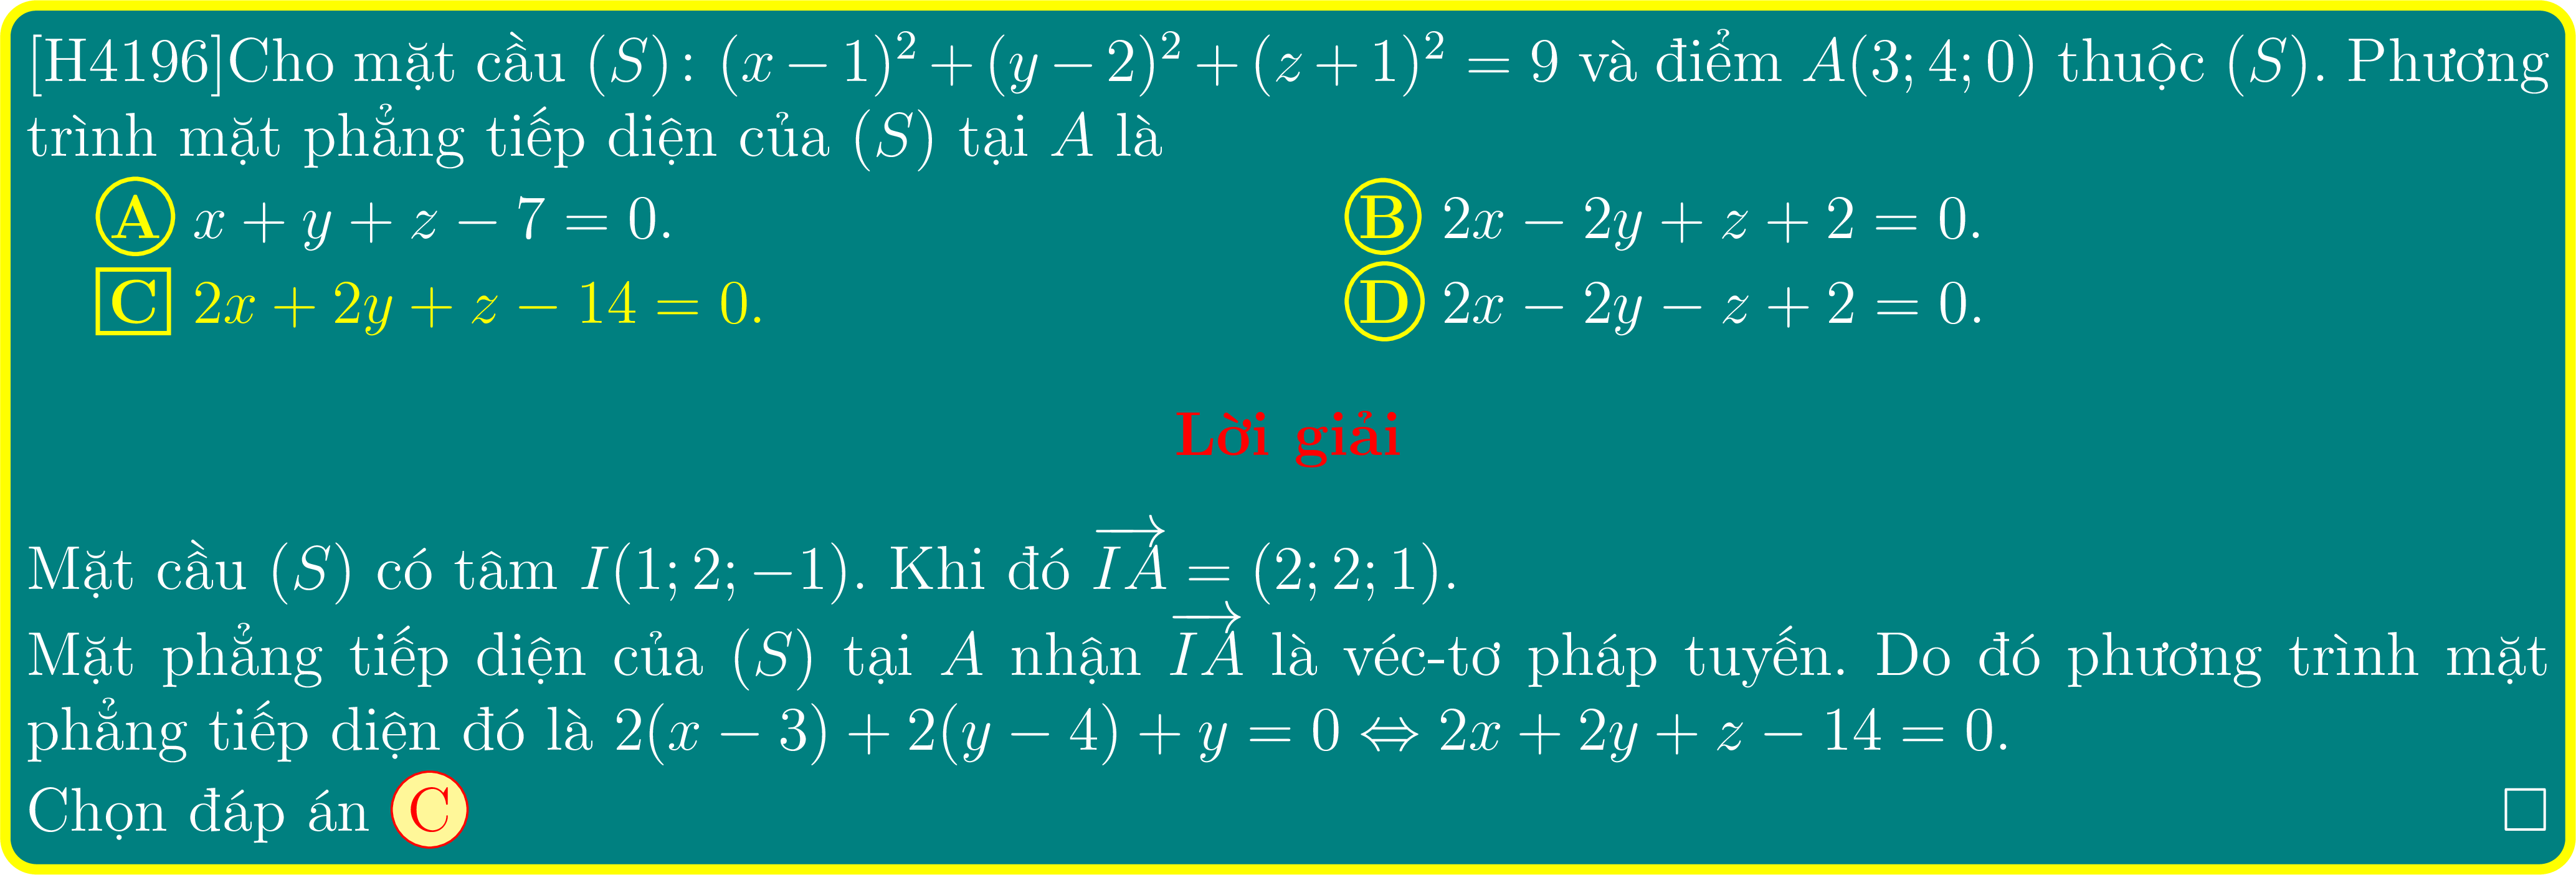 [H4196]Cho mặt cầu (S): (x − 1)² + (y − 2)² + (z + 1)² = 9 và điểm A(3; 4; 0) thuộc (S). Phương
trình mặt phẳng tiếp diện của (S) tại A là
A x + y + z − 7 = 0. B 2x − 2y + z + 2 = 0.
C 2x + 2y + z − 14 = 0. D 2x − 2y − z + 2 = 0.
Lời giải
Mặt cầu (S) có tâm I(1; 2; −1). Khi đó $\overrightarrow{IA}$ = (2; 2; 1).
Mặt phẳng tiếp diện của (S) tại A nhận $\overrightarrow{IA}$ là véc-tơ pháp tuyến. Do đó phương trình mặt
phẳng tiếp diện đó là 2(x − 3) + 2(y − 4) + y = 0 ⇔ 2x + 2y + z − 14 = 0.
Chọn đáp án C □